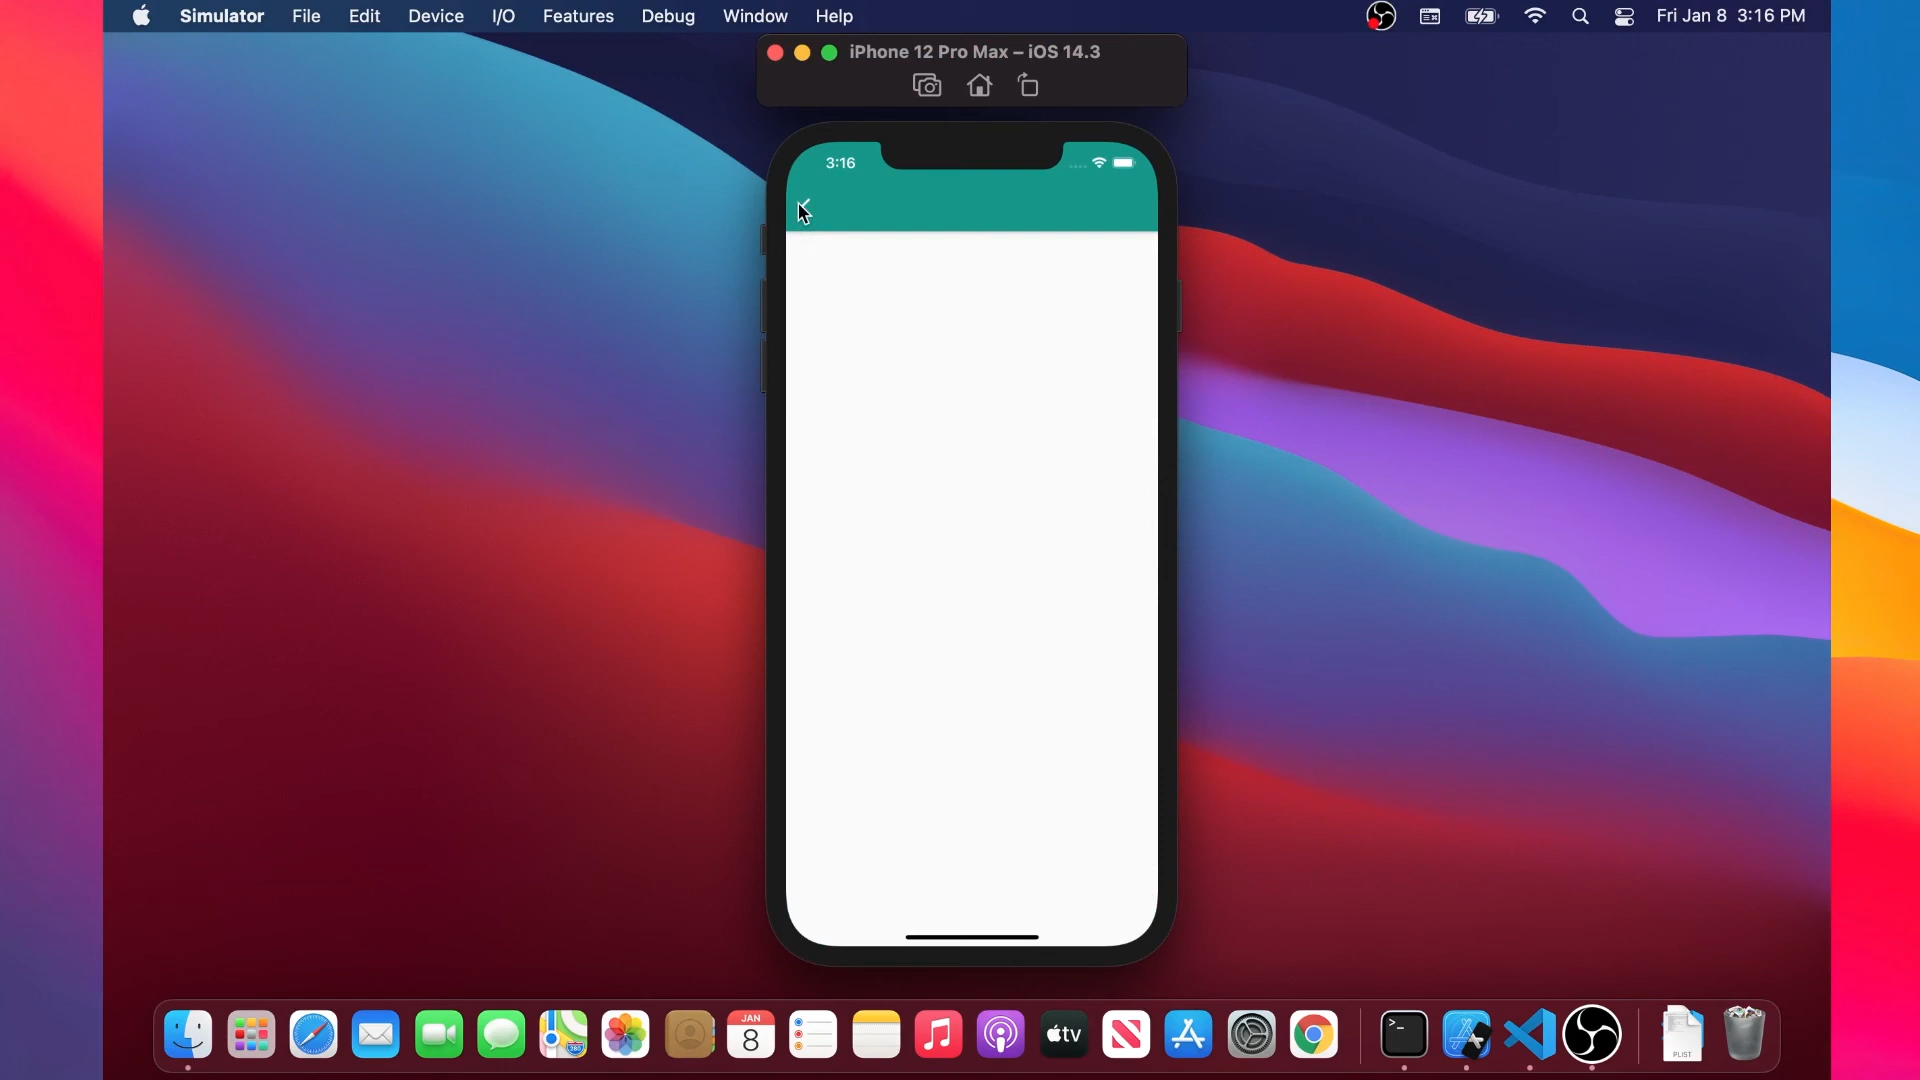 Simulator File Edit Device I/O Features Debug Window Help Fri Jan 8 3:16 PM
iPhone 12 Pro Max – iOS 14.3
3:16
JAN
8
tv
>_
280
PLIST